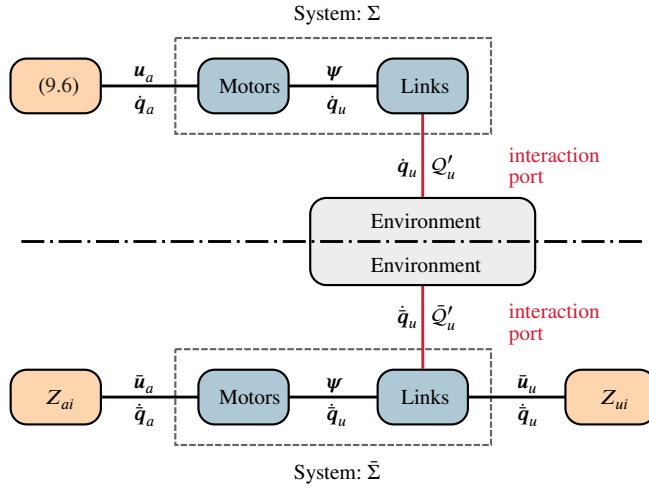 System: Σ
(9.6)
u_a
q̇_a
Motors
ψ
q̇_u
Links
q̇_u Q′_u
interaction
port
Environment
Environment
q̄̇_u Q̄′_u
interaction
port
Z_ai
ū_a
q̄̇_a
Motors
ψ
q̄̇_u
Links
ū_u
q̄̇_u
Z_ui
System: Σ̄